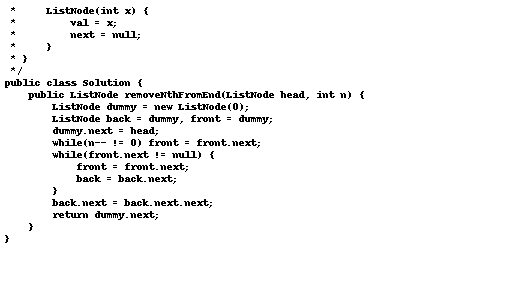 *     ListNode(int x) {
 *         val = x;
 *         next = null;
 *     }
 * }
 */
public class Solution {
    public ListNode removeNthFromEnd(ListNode head, int n) {
        ListNode dummy = new ListNode(0);
        ListNode back = dummy, front = dummy;
        dummy.next = head;
        while(n-- != 0) front = front.next;
        while(front.next != null) {
            front = front.next;
            back = back.next;
        }
        back.next = back.next.next;
        return dummy.next;
    }
}